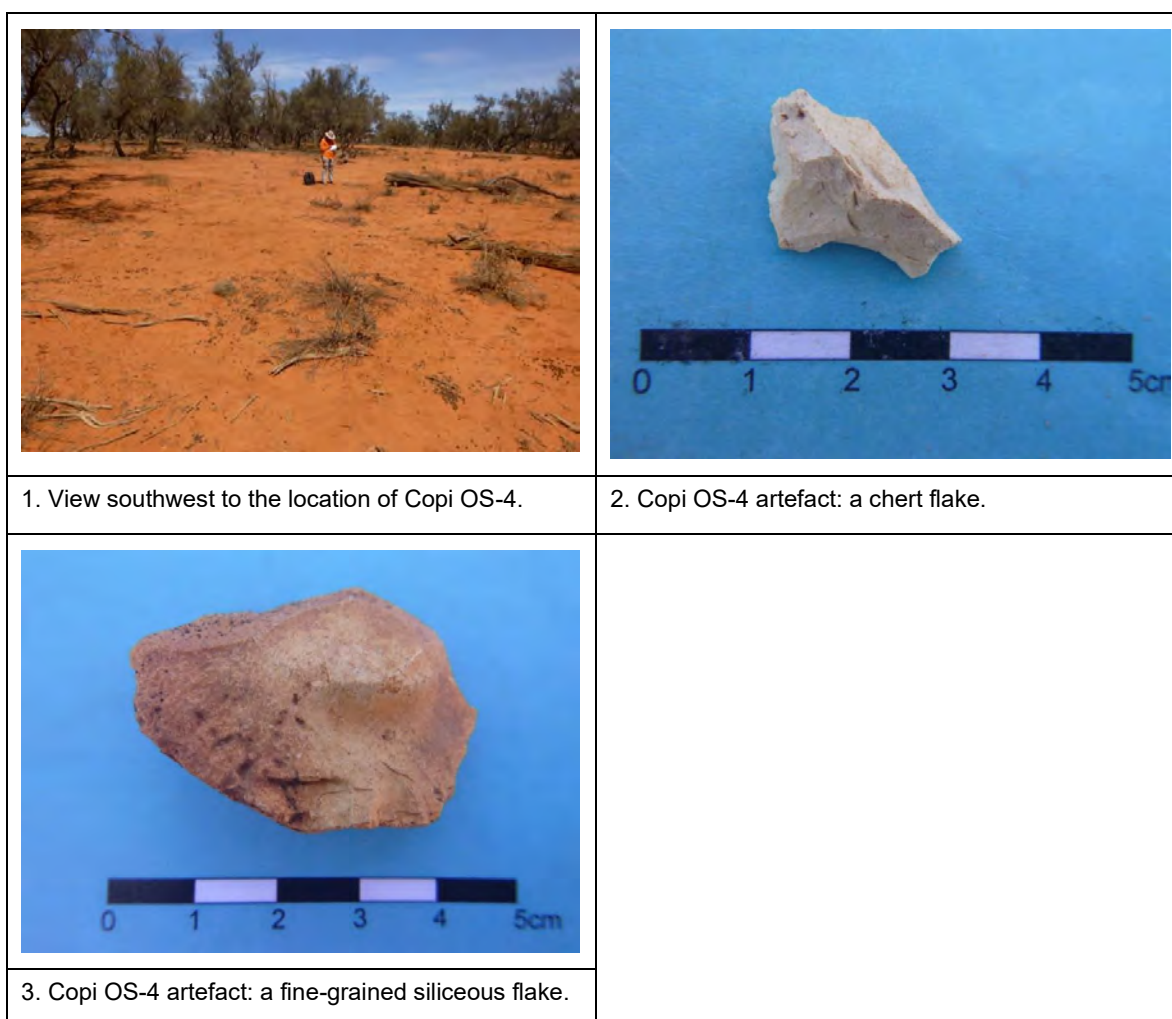 0 1 2 3 4 5cm
1. View southwest to the location of Copi OS-4.
2. Copi OS-4 artefact: a chert flake.
0 1 2 3 4 5cm
3. Copi OS-4 artefact: a fine-grained siliceous flake.